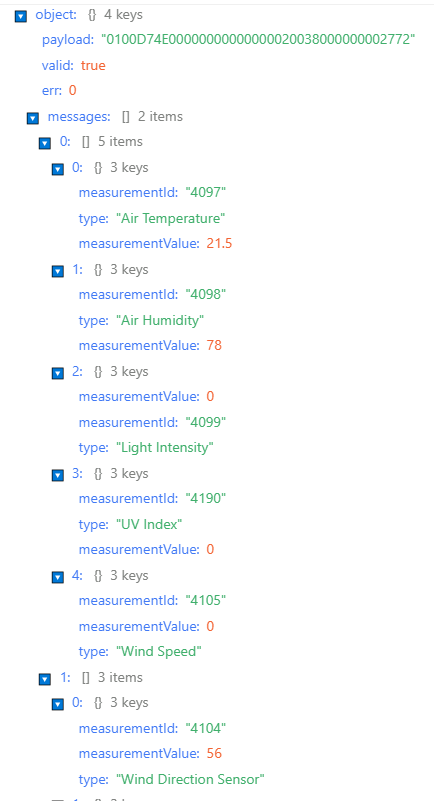 object: {} 4 keys
payload: "0100D74E00000000000000020038000000002772"
valid: true
err: 0
messages: [] 2 items
0: [] 5 items
0: {} 3 keys
measurementId: "4097"
type: "Air Temperature"
measurementValue: 21.5
1: {} 3 keys
measurementId: "4098"
type: "Air Humidity"
measurementValue: 78
2: {} 3 keys
measurementValue: 0
measurementId: "4099"
type: "Light Intensity"
3: {} 3 keys
measurementId: "4190"
type: "UV Index"
measurementValue: 0
4: {} 3 keys
measurementId: "4105"
measurementValue: 0
type: "Wind Speed"
1: [] 3 items
0: {} 3 keys
measurementId: "4104"
measurementValue: 56
type: "Wind Direction Sensor"